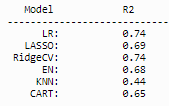 Model R2
------------------------------
LR: 0.74
LASSO: 0.69
RidgeCV: 0.74
EN: 0.68
KNN: 0.44
CART: 0.65